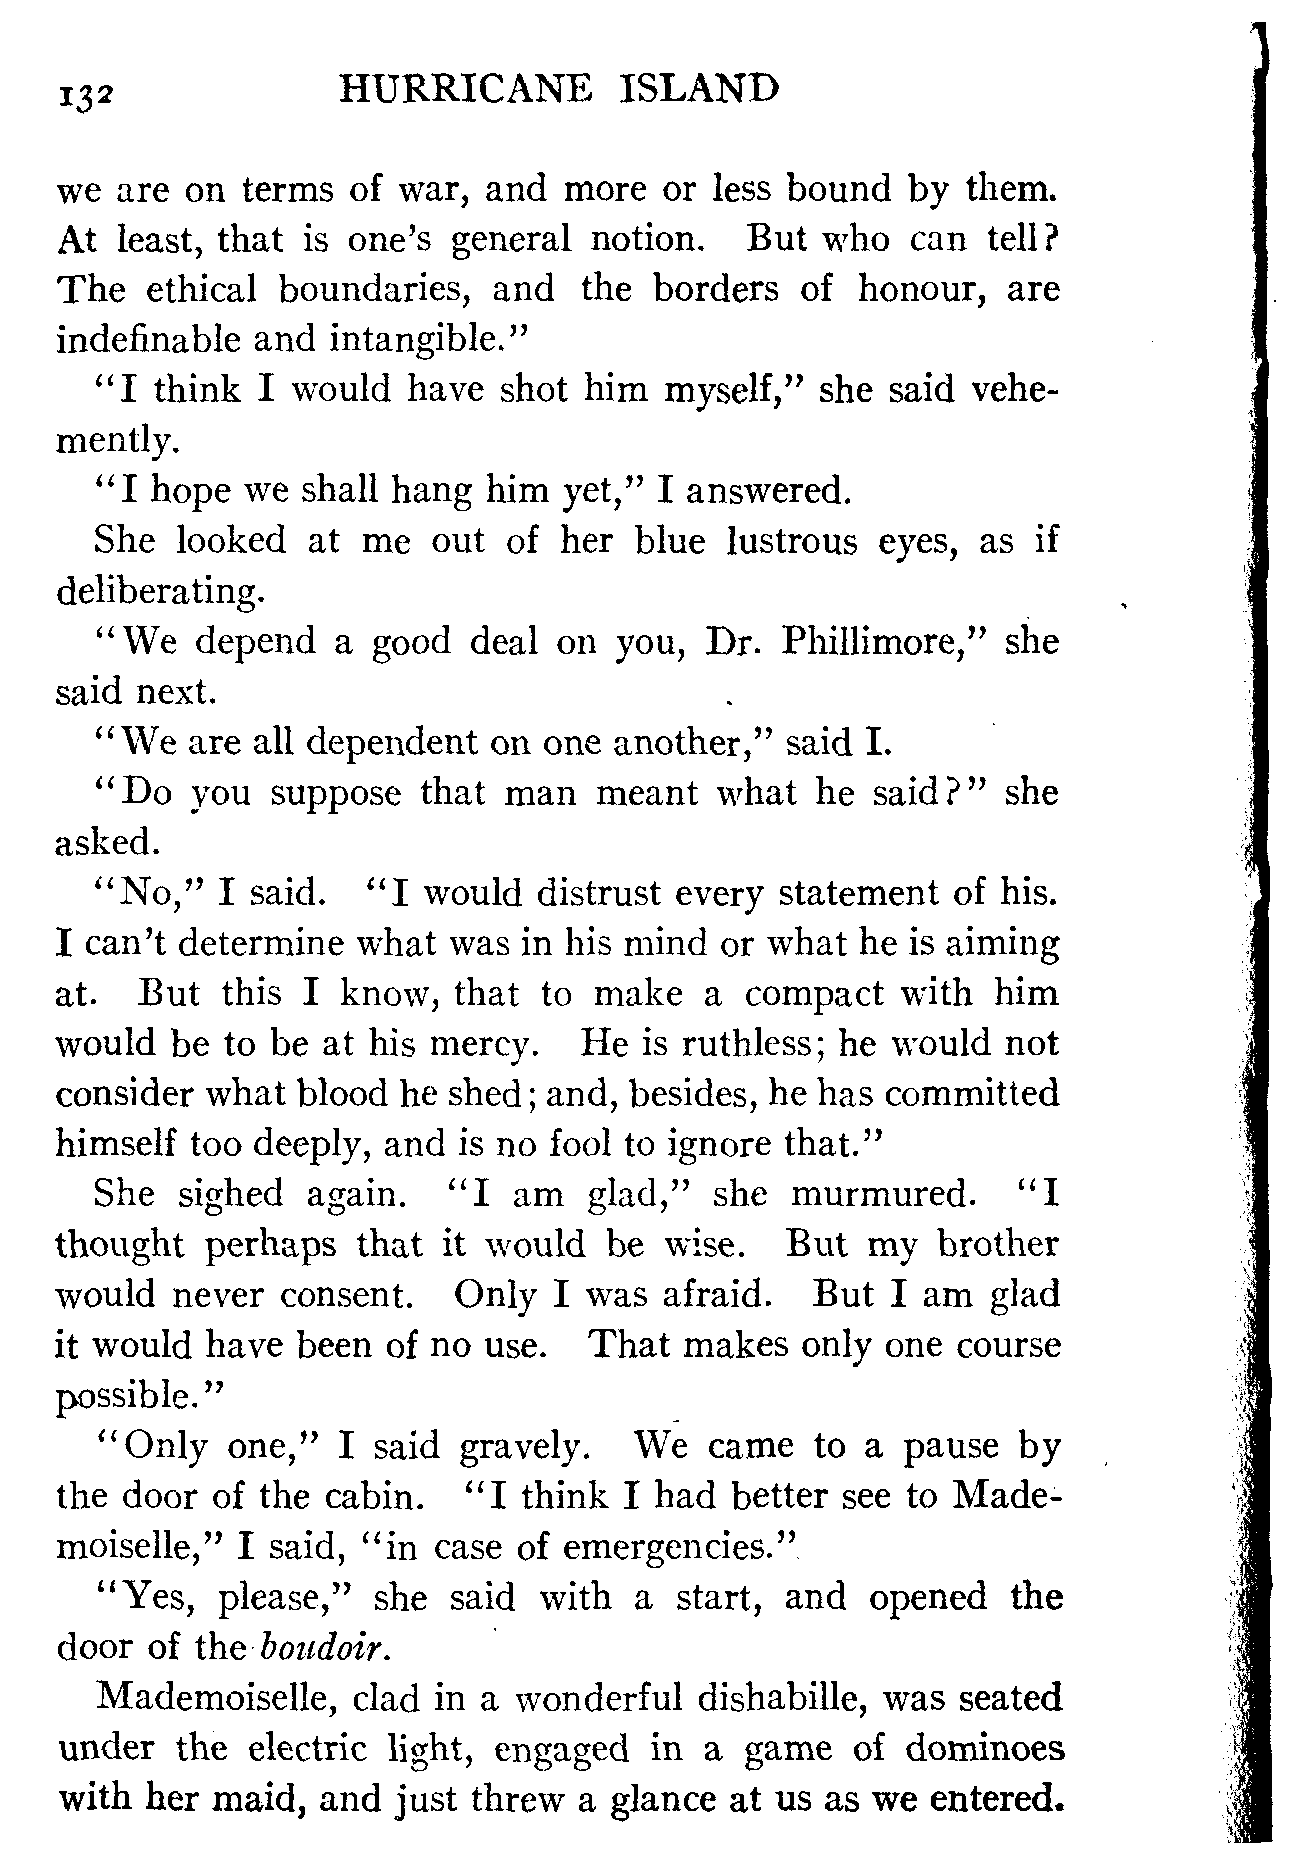 132 HURRICANE ISLAND
we are on terms of war, and more or less bound by them.
At least, that is one's general notion. But who can tell?
The ethical boundaries, and the borders of honour, are
indefinable and intangible."
"I think I would have shot him myself," she said vehe-
mently.
"I hope we shall hang him yet," I answered.
She looked at me out of her blue lustrous eyes, as if
deliberating.
"We depend a good deal on you, Dr. Phillimore," she
said next.
"We are all dependent on one another," said I.
"Do you suppose that man meant what he said?" she
asked.
"No," I said. "I would distrust every statement of his.
I can't determine what was in his mind or what he is aiming
at. But this I know, that to make a compact with him
would be to be at his mercy. He is ruthless; he would not
consider what blood he shed; and, besides, he has committed
himself too deeply, and is no fool to ignore that."
She sighed again. "I am glad," she murmured. "I
thought perhaps that it would be wise. But my brother
would never consent. Only I was afraid. But I am glad
it would have been of no use. That makes only one course
possible."
"Only one," I said gravely. We came to a pause by
the door of the cabin. "I think I had better see to Made-
moiselle," I said, "in case of emergencies."
"Yes, please," she said with a start, and opened the
door of the boudoir.
Mademoiselle, clad in a wonderful dishabille, was seated
under the electric light, engaged in a game of dominoes
with her maid, and just threw a glance at us as we entered.